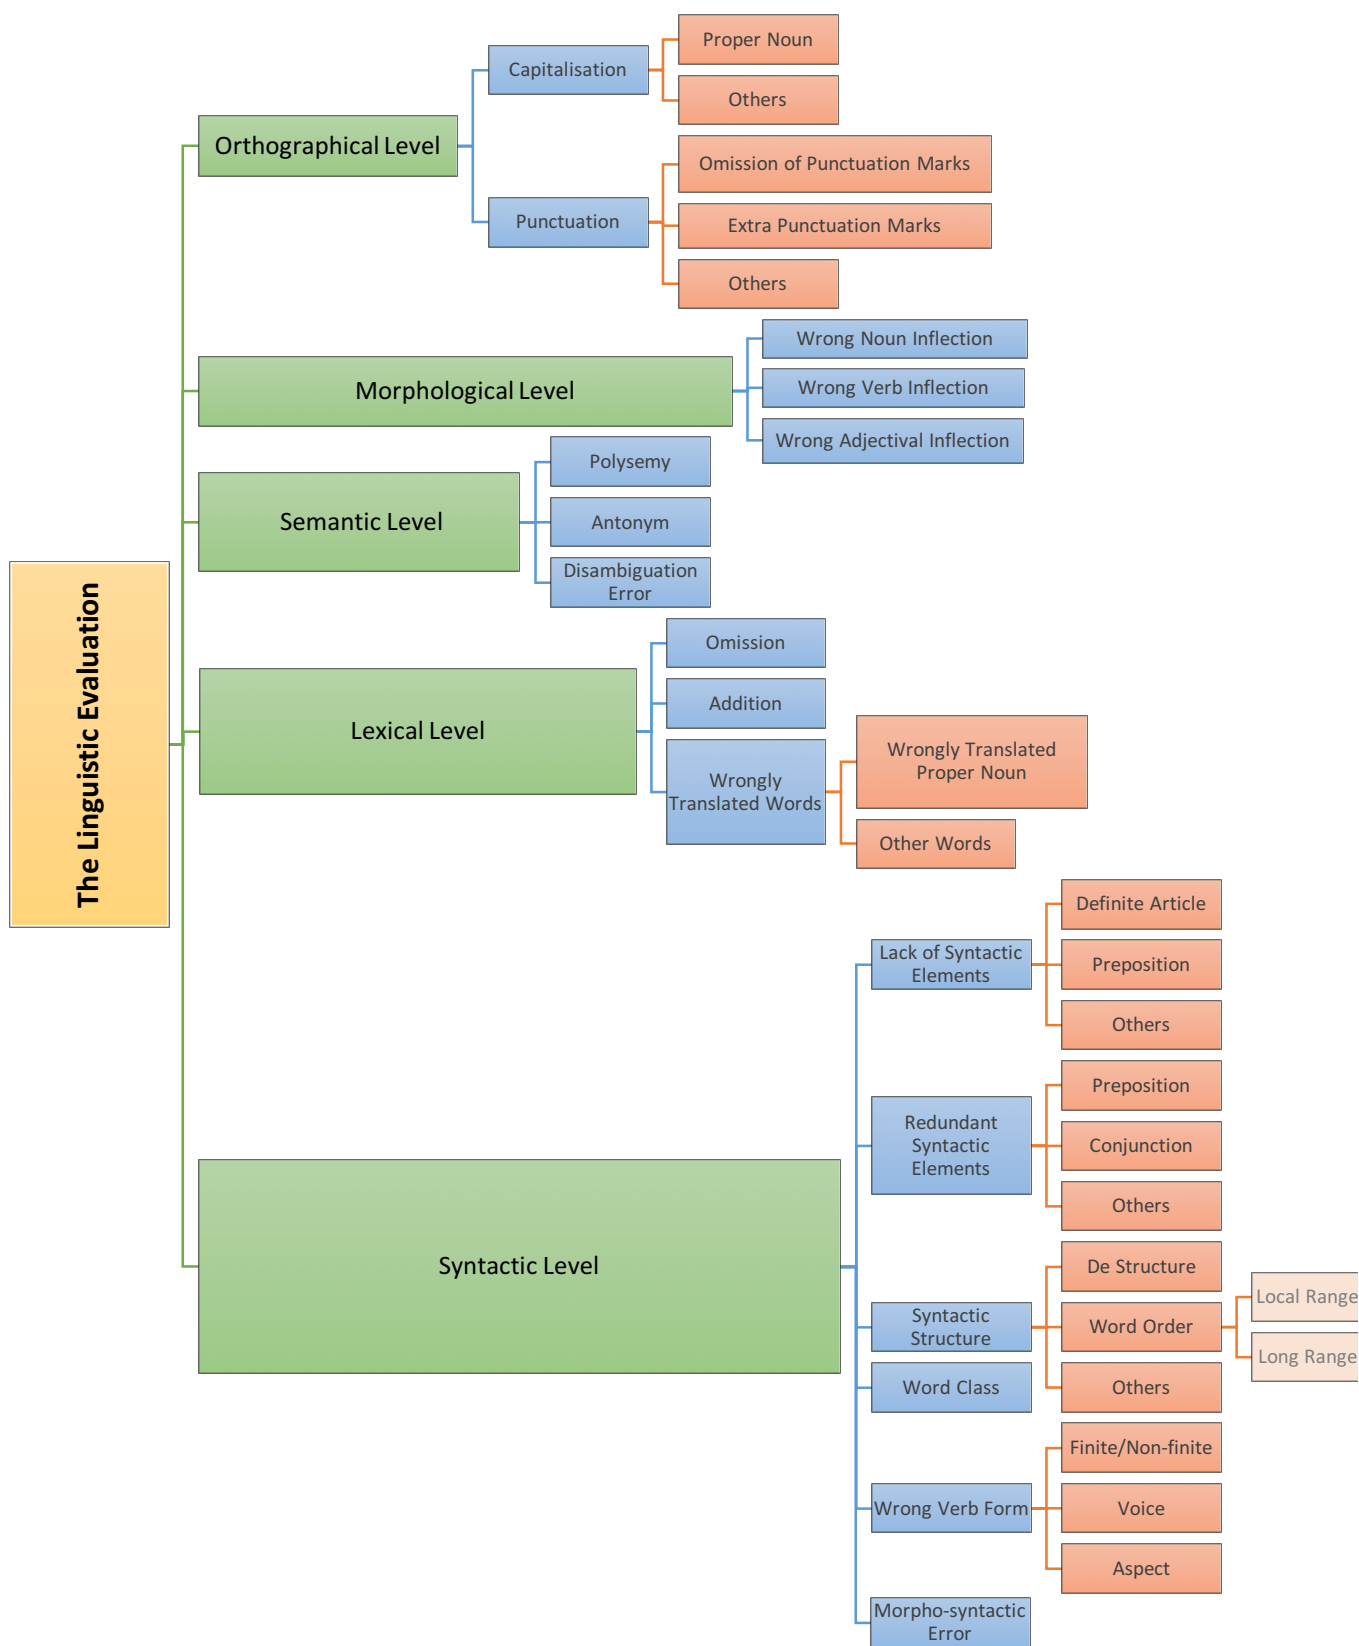 The Linguistic Evaluation
Orthographical Level
Capitalisation
Proper Noun
Others
Punctuation
Omission of Punctuation Marks
Extra Punctuation Marks
Others
Morphological Level
Wrong Noun Inflection
Wrong Verb Inflection
Wrong Adjectival Inflection
Semantic Level
Polysemy
Antonym
Disambiguation
Error
Lexical Level
Omission
Addition
Wrongly
Translated Words
Wrongly Translated
Proper Noun
Other Words
Syntactic Level
Lack of Syntactic
Elements
Definite Article
Preposition
Others
Redundant
Syntactic
Elements
Preposition
Conjunction
Others
Syntactic
Structure
De Structure
Word Order
Local Range
Long Range
Others
Word Class
Wrong Verb Form
Finite/Non-finite
Voice
Aspect
Morpho-syntactic
Error